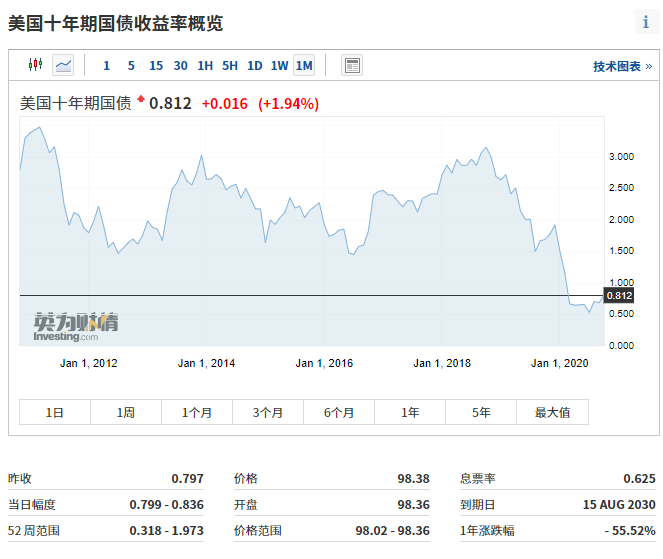 美国十年期国债收益率概览
i
1 5 15 30 1H 5H 1D 1W 1M
技术图表 »
美国十年期国债 0.812 +0.016 (+1.94%)
3.000
2.500
2.000
1.500
1.000
0.812
0.500
0.000
英为财情
Investing.com
Jan 1, 2012 Jan 1, 2014 Jan 1, 2016 Jan 1, 2018 Jan 1, 2020
1日 1周 1个月 3个月 6个月 1年 5年 最大值
昨收 0.797 价格 98.38 息票率 0.625
当日幅度 0.799 - 0.836 开盘 98.36 到期日 15 AUG 2030
52 周范围 0.318 - 1.973 价格范围 98.02 - 98.36 1年涨跌幅 - 55.52%